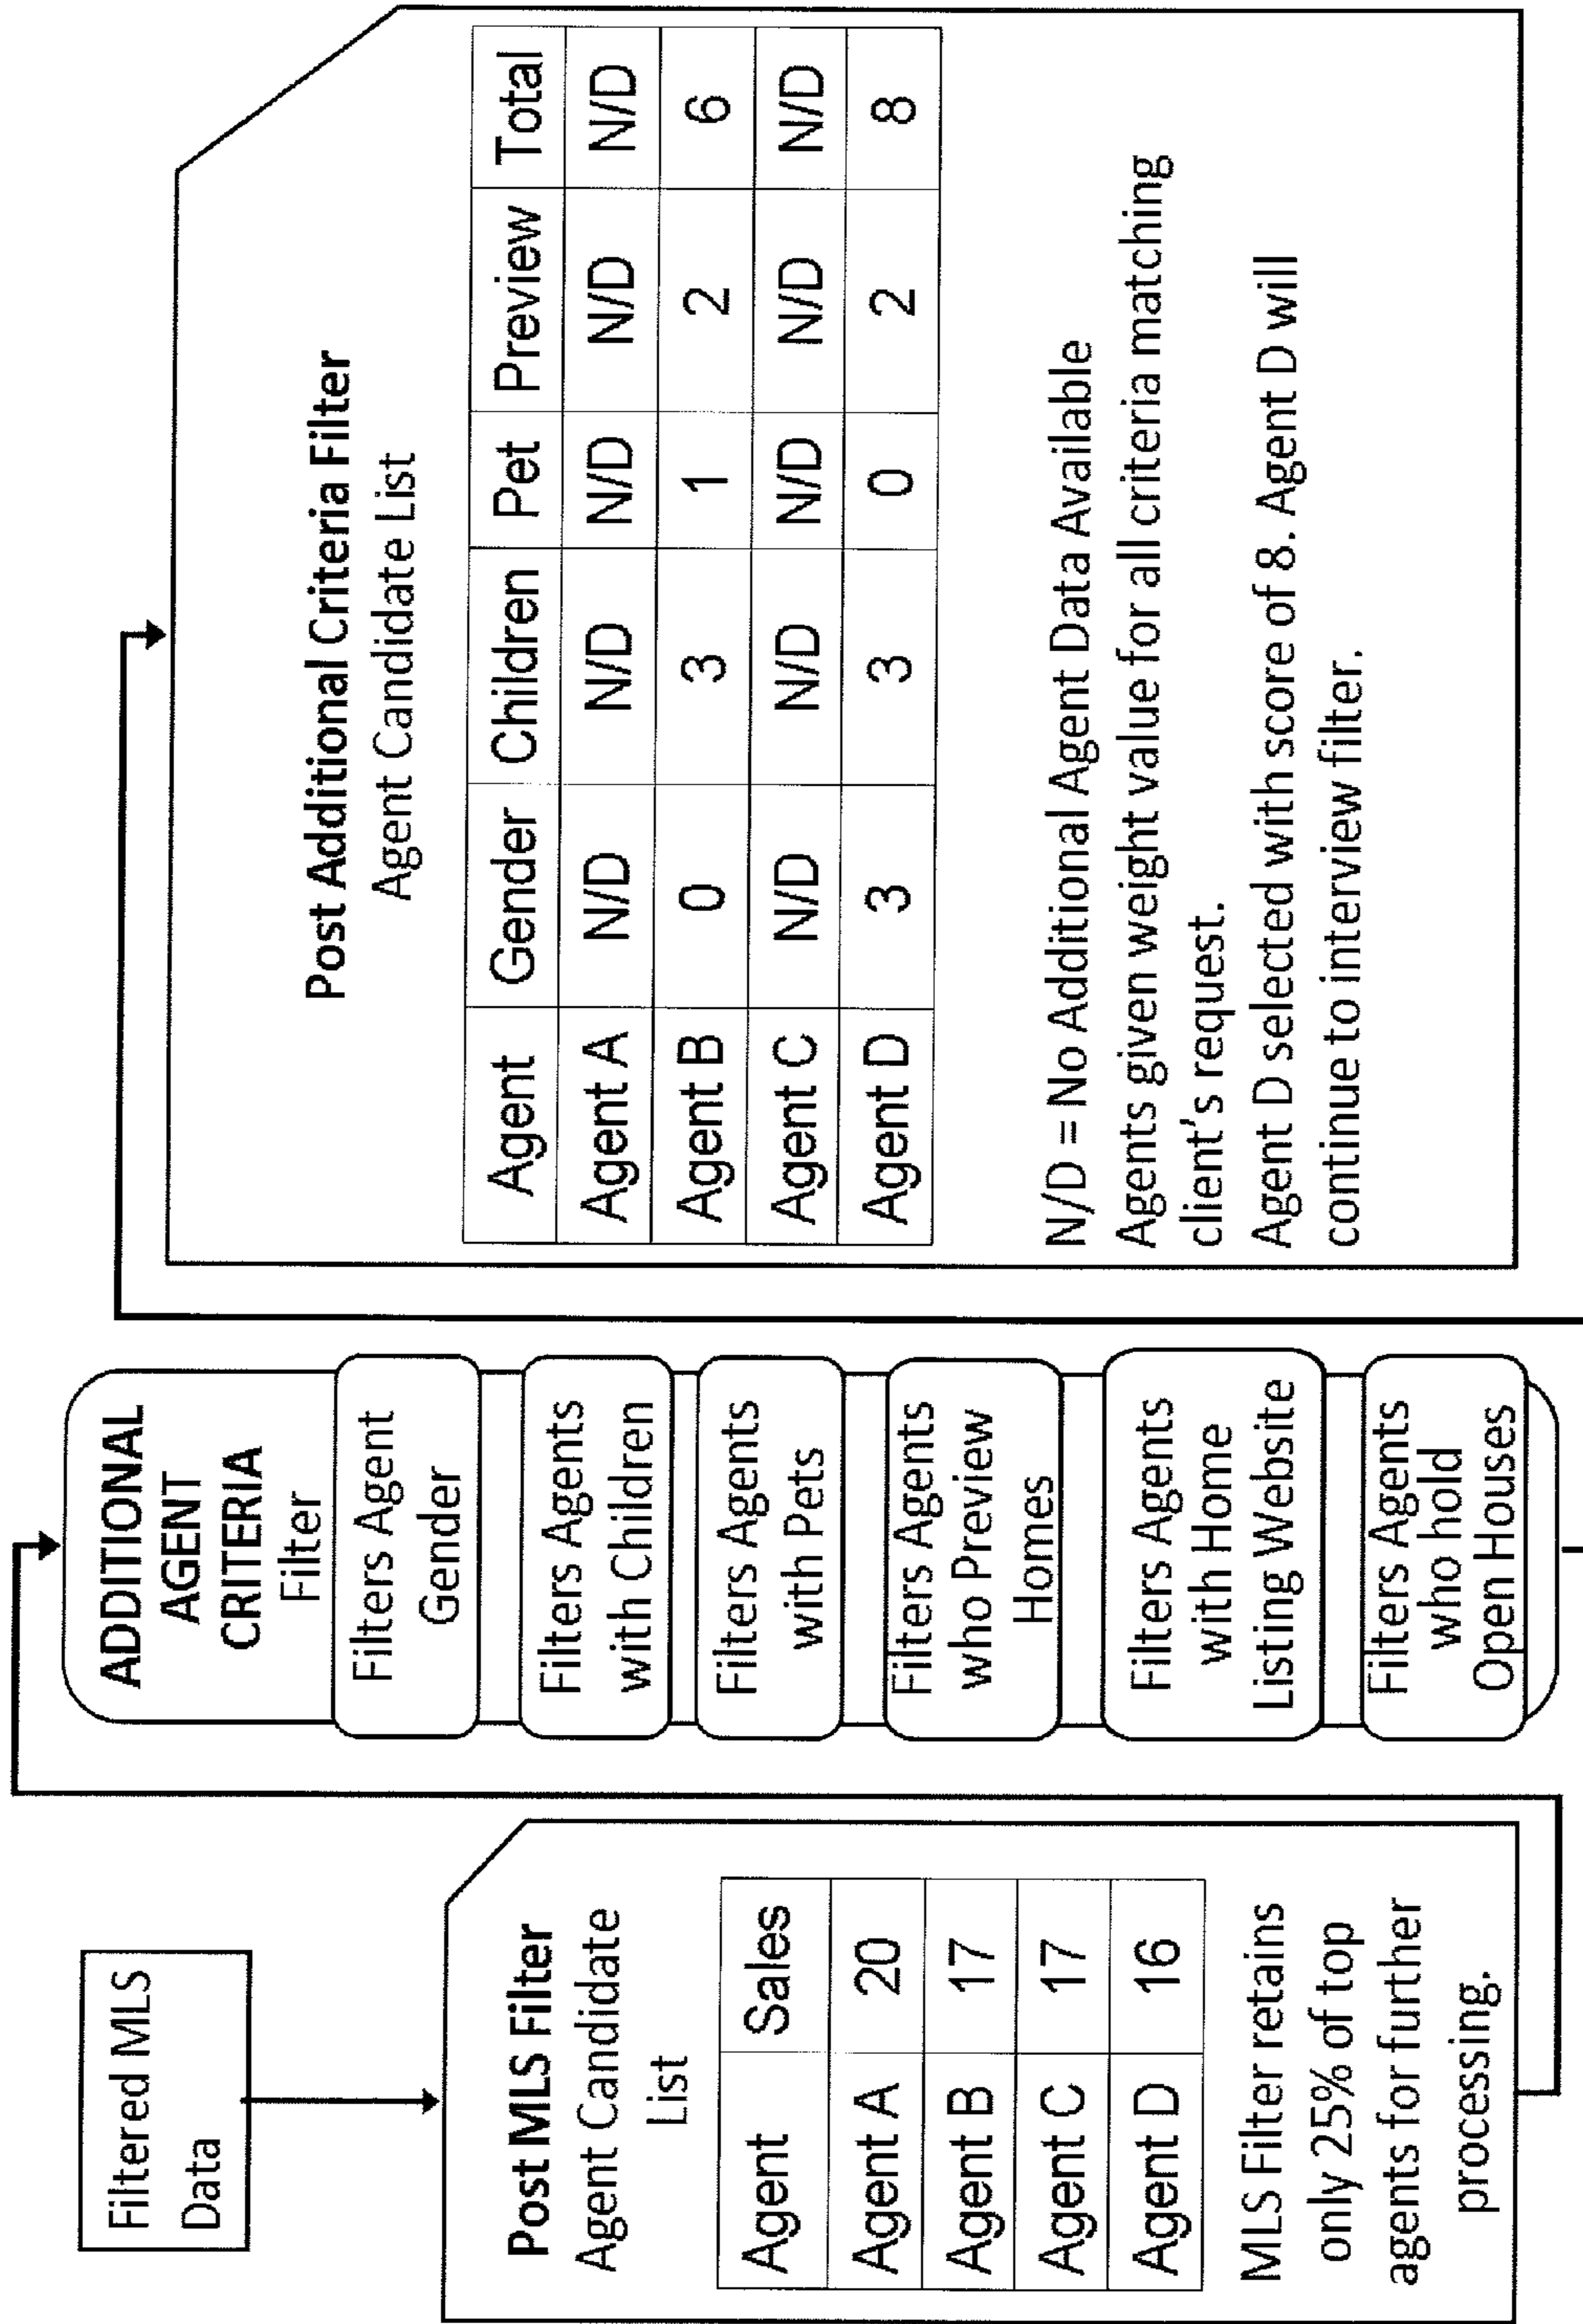 Filtered MLS
Data
Post MLS Filter
Agent Candidate
List
Agent Sales
Agent A 20
Agent B 17
Agent C 17
Agent D 16
MLS Filter retains
only 25% of top
agents for further
processing.
ADDITIONAL
AGENT
CRITERIA
Filter
Filters Agent
Gender
Filters Agents
with Children
Filters Agents
with Pets
Filters Agents
who Preview
Homes
Filters Agents
with Home
Listing Website
Filters Agents
who hold
Open Houses
Post Additional Criteria Filter
Agent Candidate List
Agent Gender Children Pet Preview Total
Agent A N/D N/D N/D N/D N/D
Agent B 0 3 1 2 6
Agent C N/D N/D N/D N/D N/D
Agent D 3 3 0 2 8
N/D = No Additional Agent Data Available
Agents given weight value for all criteria matching
client's request.
Agent D selected with score of 8. Agent D will
continue to interview filter.